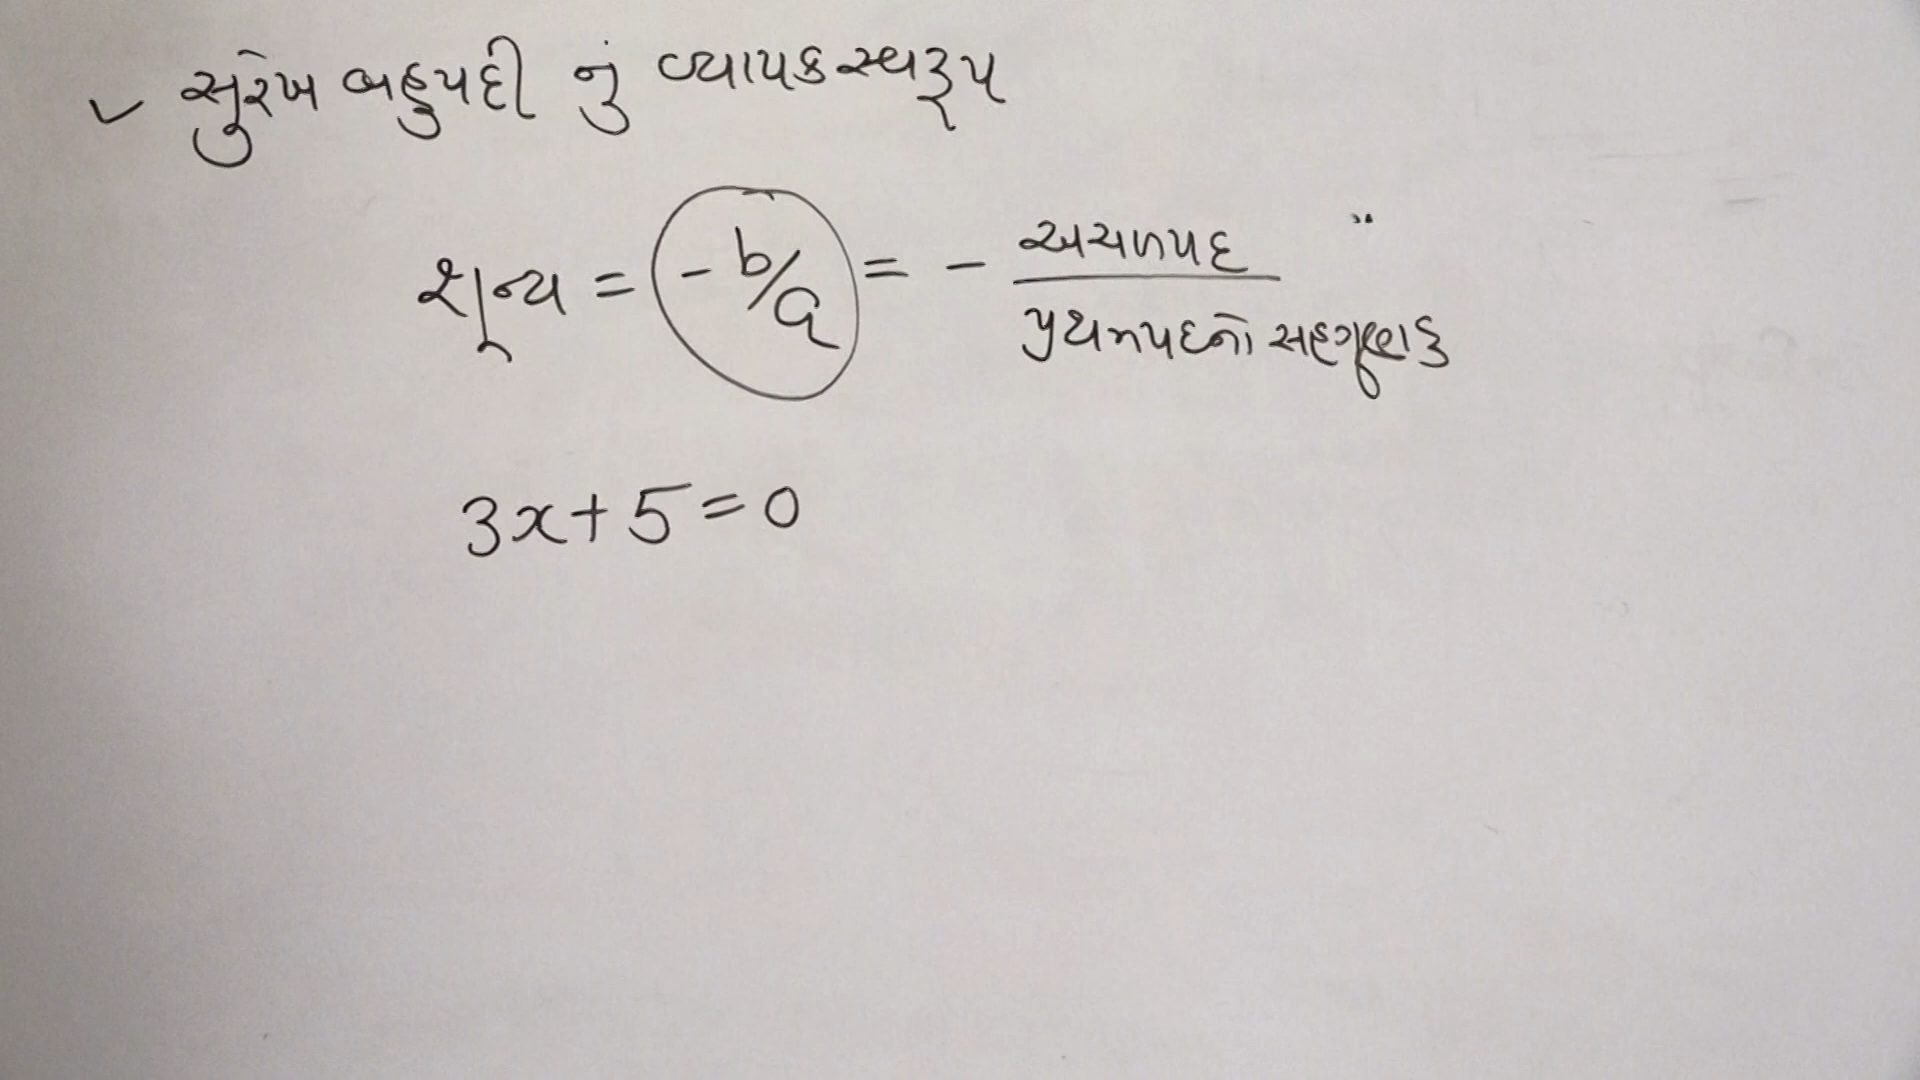 ✓ સુરેખ બહુપદી નું વ્યાપક સ્વરૂપ
શૂન્ય = -b/a = - અચળપદ / પ્રથમપદનો સહગુણક
3x+5=0